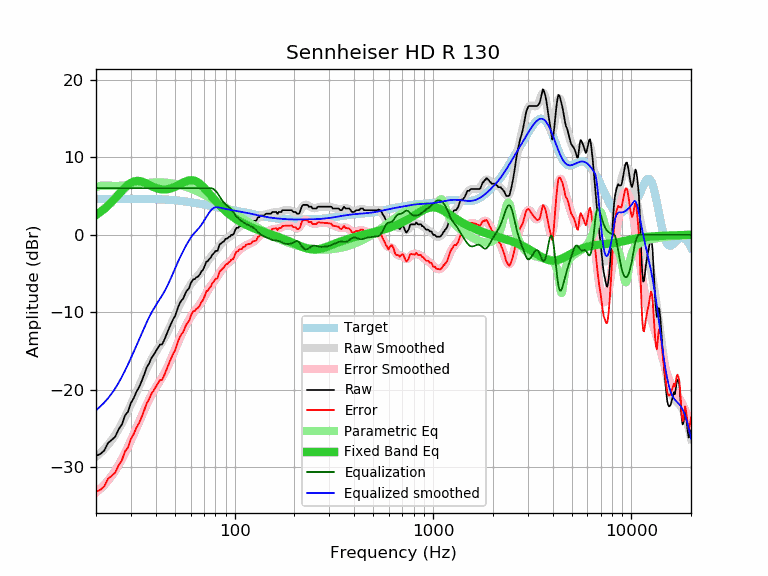 Sennheiser HD R 130
20
10
0
−10
−20
−30
Amplitude (dBr)
Target
Raw Smoothed
Error Smoothed
Raw
Error
Parametric Eq
Fixed Band Eq
Equalization
Equalized smoothed
100
1000
10000
Frequency (Hz)